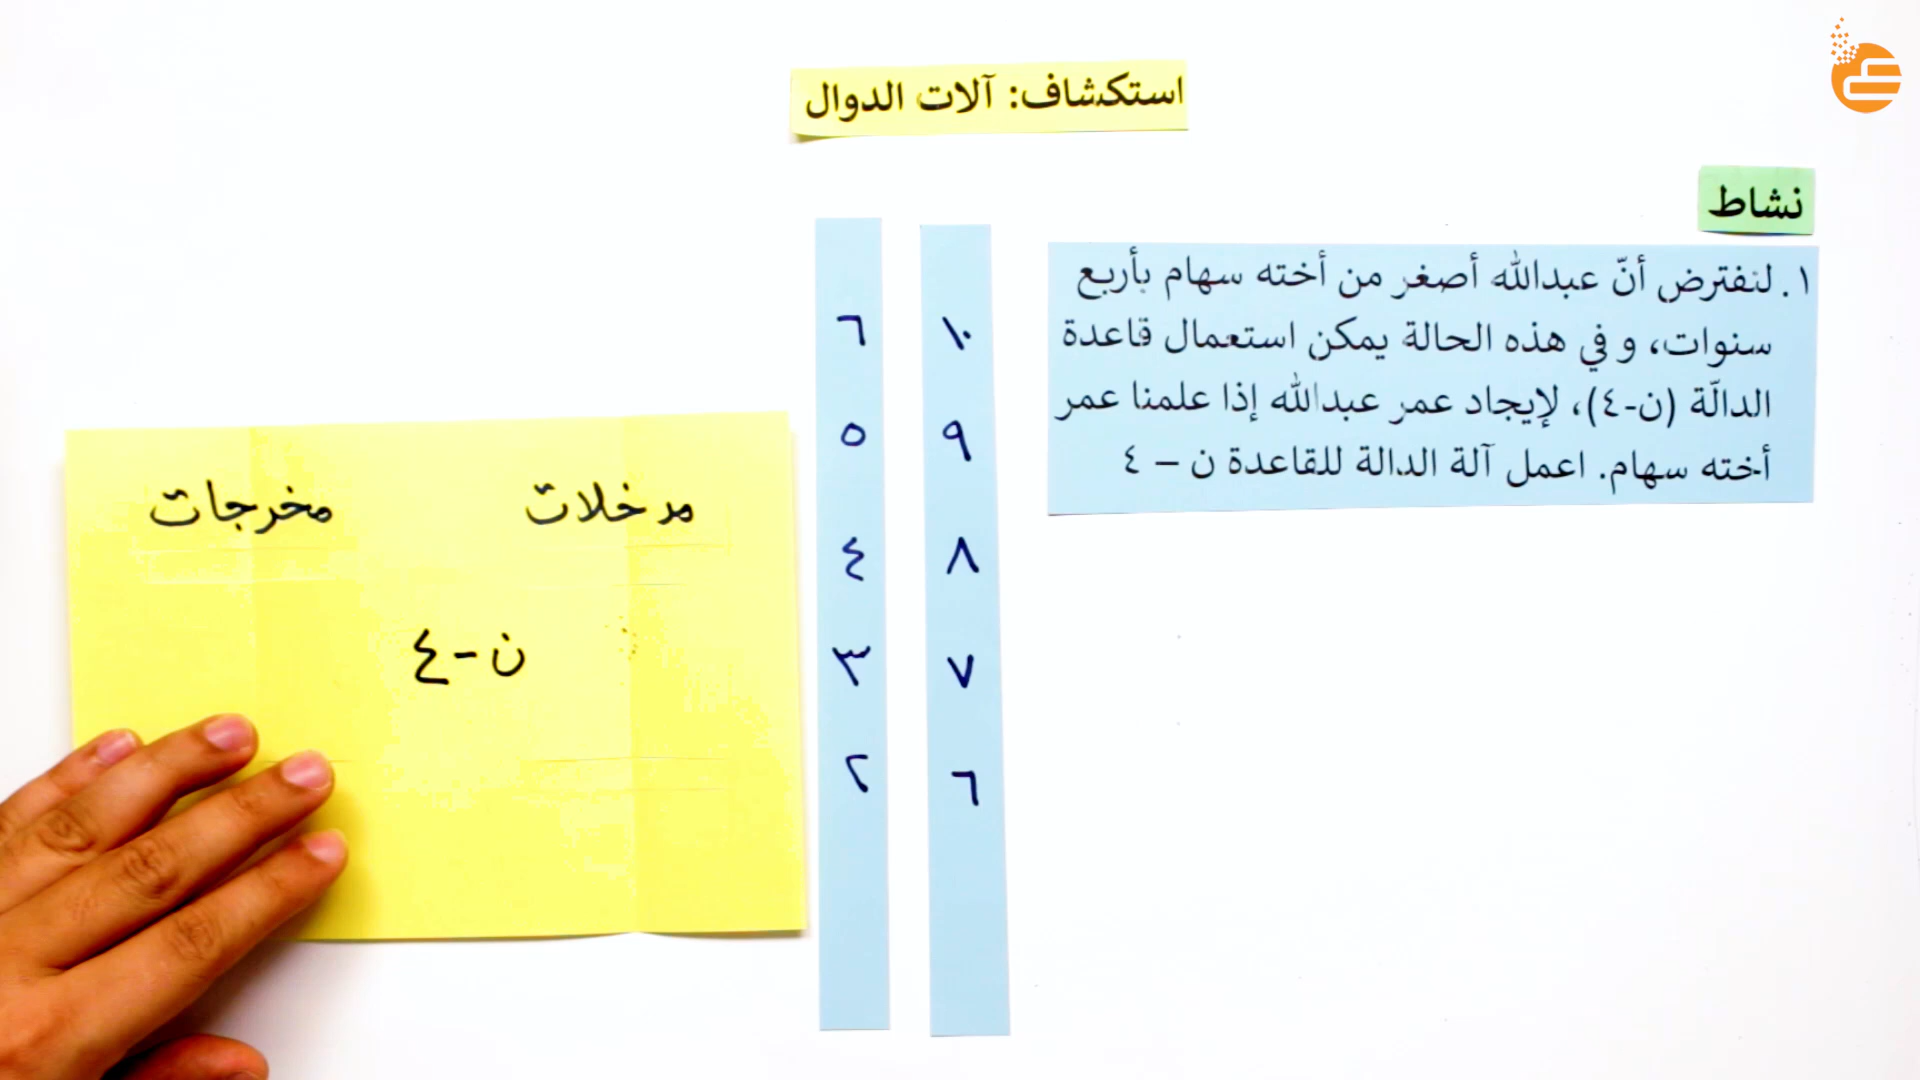 استكشاف: آلات الدوال
نشاط
١. لنفترض أنّ عبدالله أصغر من أخته سهام بأربع
سنوات، و في هذه الحالة يمكن استعمال قاعدة
الدالّة (ن-٤)، لإيجاد عمر عبدالله إذا علمنا عمر
أخته سهام. اعمل آلة الدالة للقاعدة ن – ٤
١٠
٩
٨
٧
٦
٦
٥
٤
٣
٢
مدخلات مخرجات
ن-٤